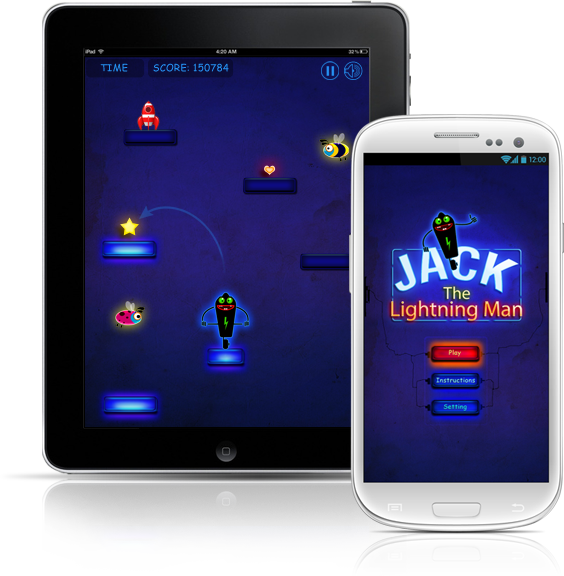 iPad
4:20 AM
32%
TIME
SCORE: 150784
12:00
JACK
The
Lightning Man
Play
Instructions
Setting